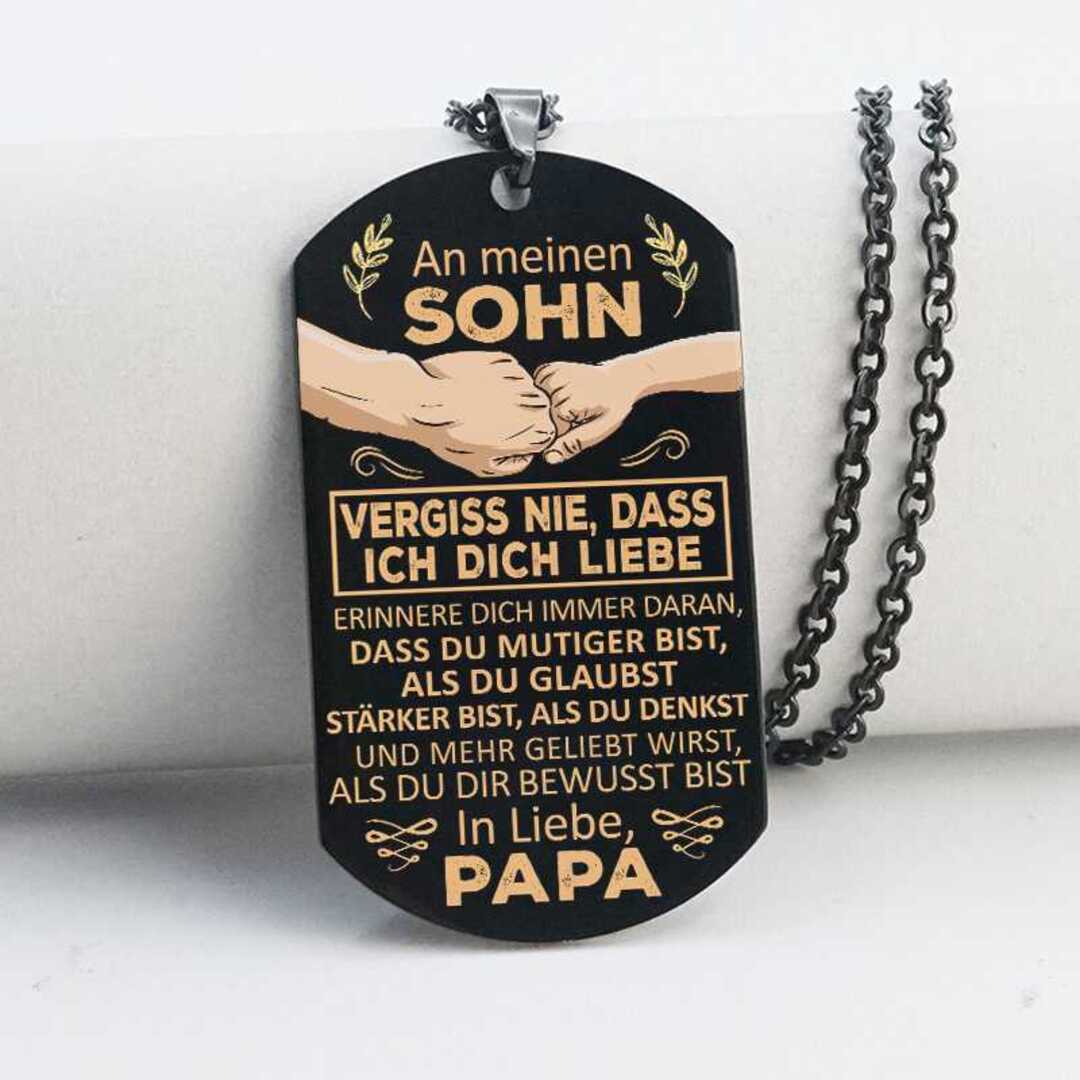 An meinen
SOHN
VERGISS NIE, DASS
ICH DICH LIEBE
ERINNERE DICH IMMER DARAN,
DASS DU MUTIGER BIST,
ALS DU GLAUBST
STÄRKER BIST, ALS DU DENKST
UND MEHR GELIEBT WIRST,
ALS DU DIR BEWUSST BIST
In Liebe,
PAPA